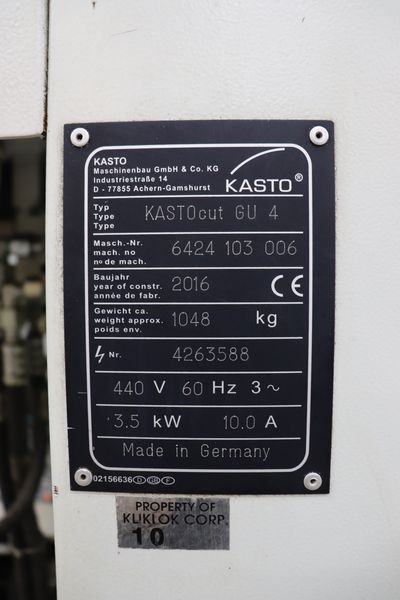 KASTO
Maschinenbau GmbH & Co. KG
Industriestraße 14
D - 77855 Achern-Gamshurst
KASTO®
Typ
Type
Type
KASTOcut GU 4
Masch.-Nr.
mach. no
nº de mach.
6424 103 006
Baujahr
year of constr.
année de fabr.
2016
CE
Gewicht ca.
weight approx.
poids env.
1048 kg
Nr. 4263588
440 V 60 Hz 3~
3.5 kW 10.0 A
Made in Germany
02156636 D GB F
PROPERTY OF
KLIKLOK CORP.
10